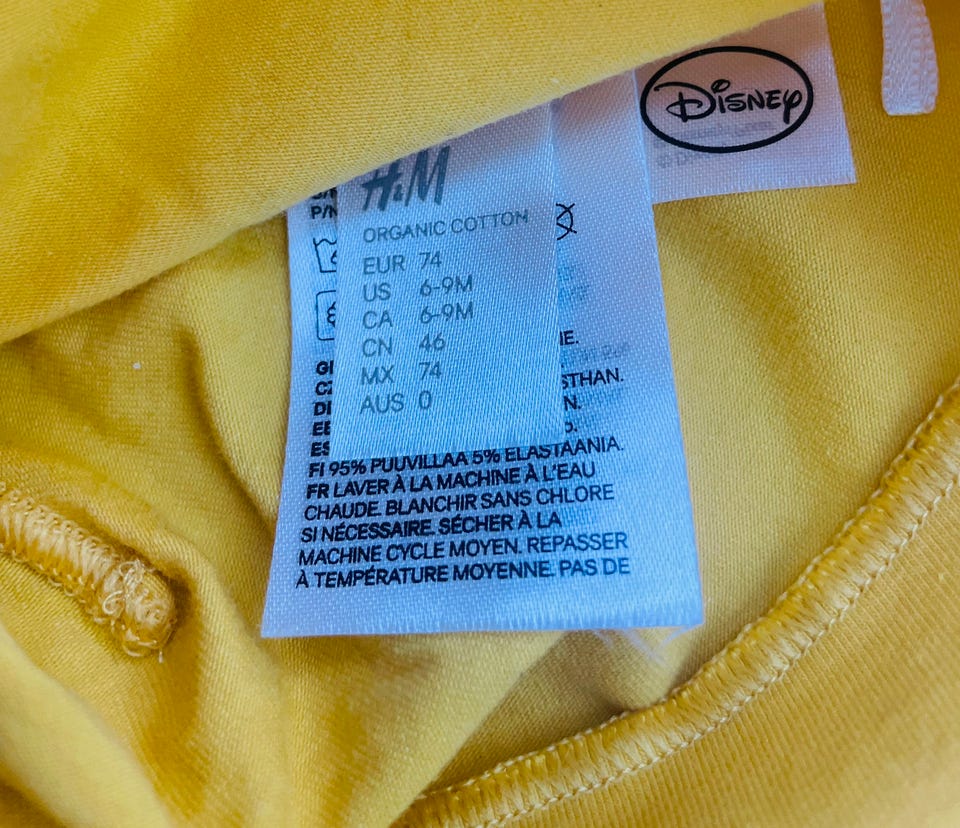 DISNEY
© D
H&M
P/N
ORGANIC COTTON
EUR 74
US 6-9M
CA 6-9M
CN 46
MX 74
AUS 0
IE.
STHAN.
N.
FI 95% PUUVILLAA 5% ELASTAANIA.
FR LAVER À LA MACHINE À L'EAU
CHAUDE. BLANCHIR SANS CHLORE
SI NÉCESSAIRE. SÉCHER À LA
MACHINE CYCLE MOYEN. REPASSER
À TEMPÉRATURE MOYENNE. PAS DE